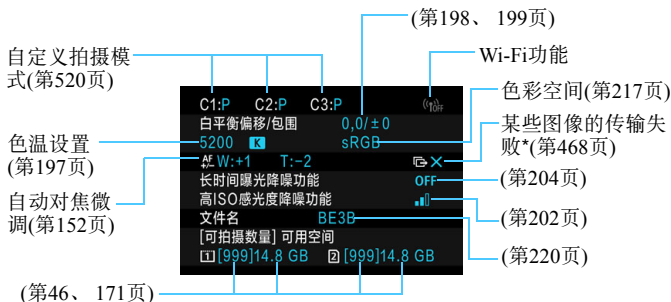 (第198、 199页)
自定义拍摄模
式(第520页)
Wi-Fi功能
色彩空间(第217页)
色温设置
(第197页)
某些图像的传输失
败*(第468页)
自动对焦微
调(第152页)
(第204页)
(第202页)
(第220页)
(第46、 171页)
C1:P C2:P C3:P OFF
白平衡偏移/包围 0,0/±0
5200 K sRGB
AF W:+1 T:−2
长时间曝光降噪功能 OFF
高ISO感光度降噪功能
文件名 BE3B
[可拍摄数量] 可用空间
1 [999]14.8 GB 2 [999]14.8 GB